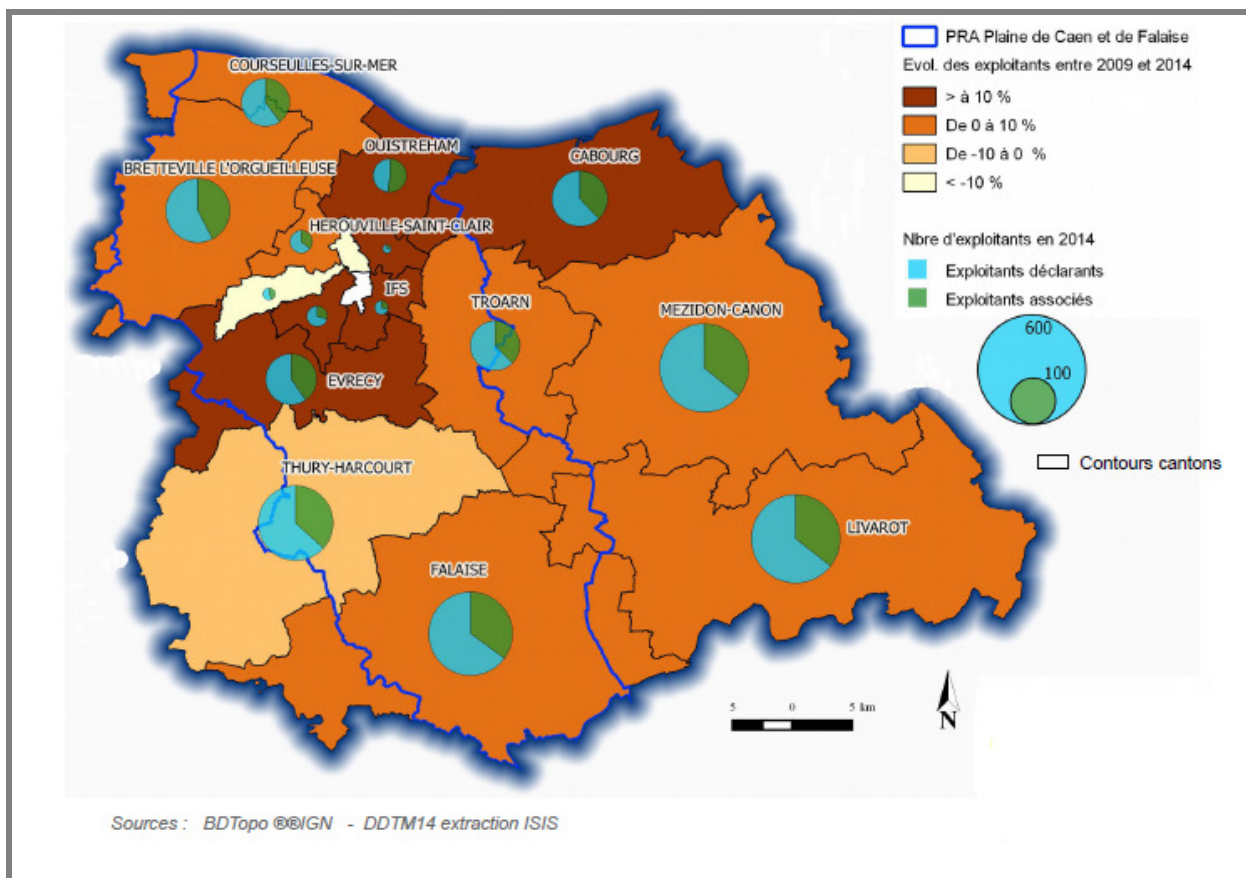 PRA Plaine de Caen et de Falaise
Evol. des exploitants entre 2009 et 2014
> à 10 %
De 0 à 10 %
De -10 à 0 %
< -10 %
Nbre d'exploitants en 2014
Exploitants déclarants
Exploitants associés
600
100
Contours cantons
COURSEULLES-SUR-MER
OUISTREHAM
CABOURG
BRETTEVILLE L'ORGUEILLEUSE
HEROUVILLE-SAINT-CLAIR
IFS
TROARN
MEZIDON-CANON
EVRECY
THURY-HARCOURT
LIVAROT
FALAISE
5 0 5 km
N
Sources : BDTopo ®®IGN - DDTM14 extraction ISIS